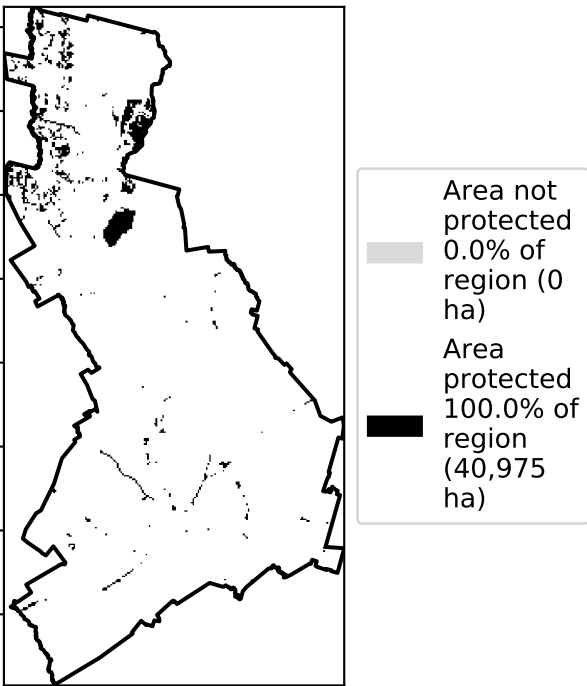 Area not
protected
0.0% of
region (0
ha)
Area
protected
100.0% of
region
(40,975
ha)